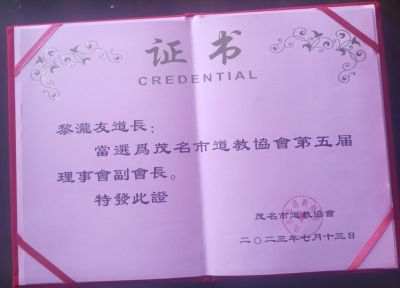 证书
CREDENTIAL
黎瀧友道長：
當選爲茂名市道教協會第五届
理事會副會長。
特發此證
茂名市道教協會
二〇二三年七月十三日